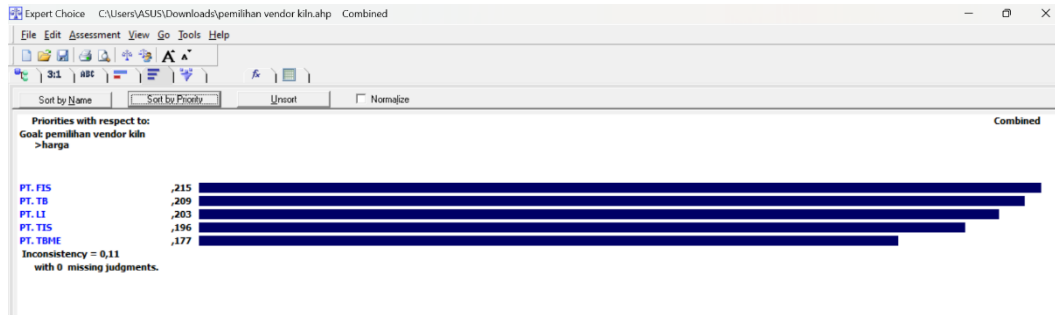 Expert Choice C:\Users\ASUS\Downloads\pemilihan vendor kiln.ahp Combined
File Edit Assessment View Go Tools Help
A A
3:1 ABC fx
Sort by Name Sort by Priority Unsort Normalize
Priorities with respect to: Combined
Goal: pemilihan vendor kiln
>harga
PT. FIS ,215
PT. TB ,209
PT. LI ,203
PT. TIS ,196
PT. TBME ,177
Inconsistency = 0,11
with 0 missing judgments.